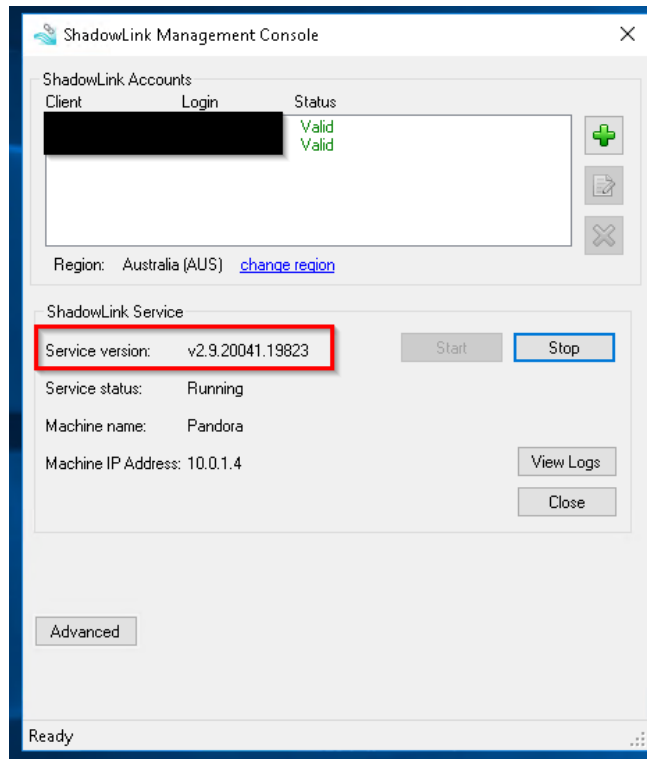 ShadowLink Management Console
ShadowLink Accounts
Client Login Status
Valid
Valid
Region: Australia (AUS) change region
ShadowLink Service
Service version: v2.9.20041.19823 Start Stop
Service status: Running
Machine name: Pandora
Machine IP Address: 10.0.1.4 View Logs
Close
Advanced
Ready